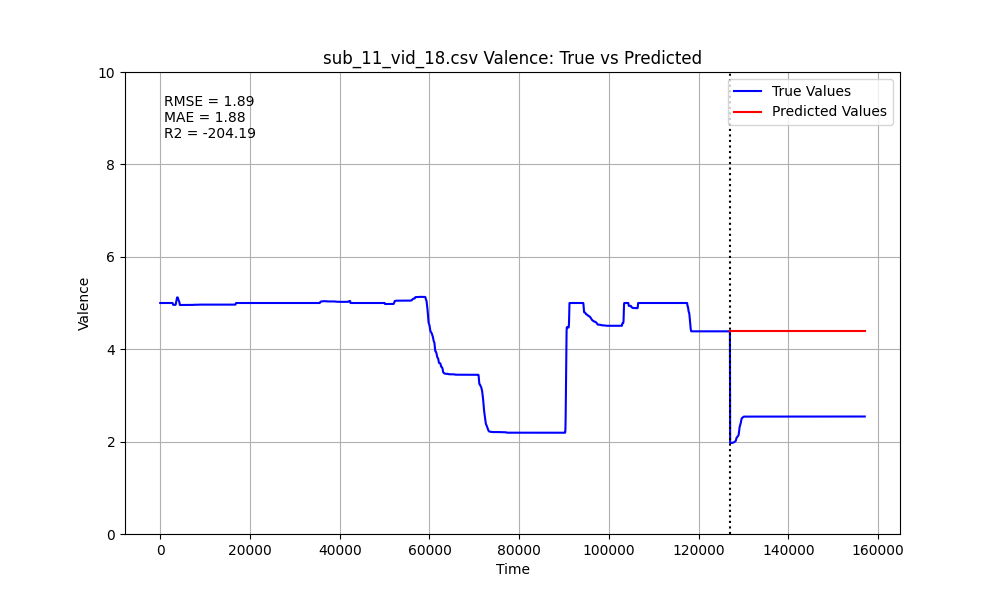 sub_11_vid_18.csv Valence: True vs Predicted
RMSE = 1.89
MAE = 1.88
R2 = -204.19
True Values
Predicted Values
Valence
10
8
6
4
2
0
0
20000
40000
60000
80000
100000
120000
140000
160000
Time